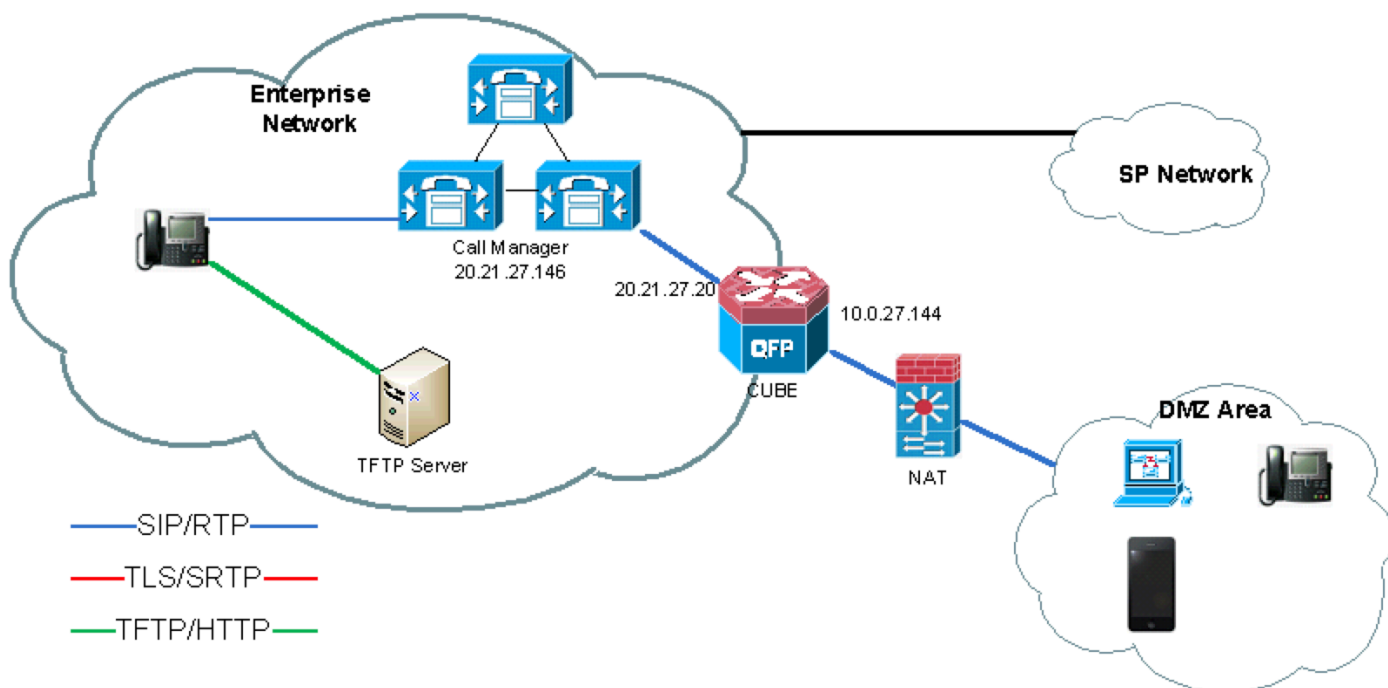 Enterprise
Network
SP Network
Call Manager
20.21.27.146
20.21.27.20
10.0.27.144
QFP
CUBE
DMZ Area
TFTP Server
NAT
SIP/RTP
TLS/SRTP
TFTP/HTTP